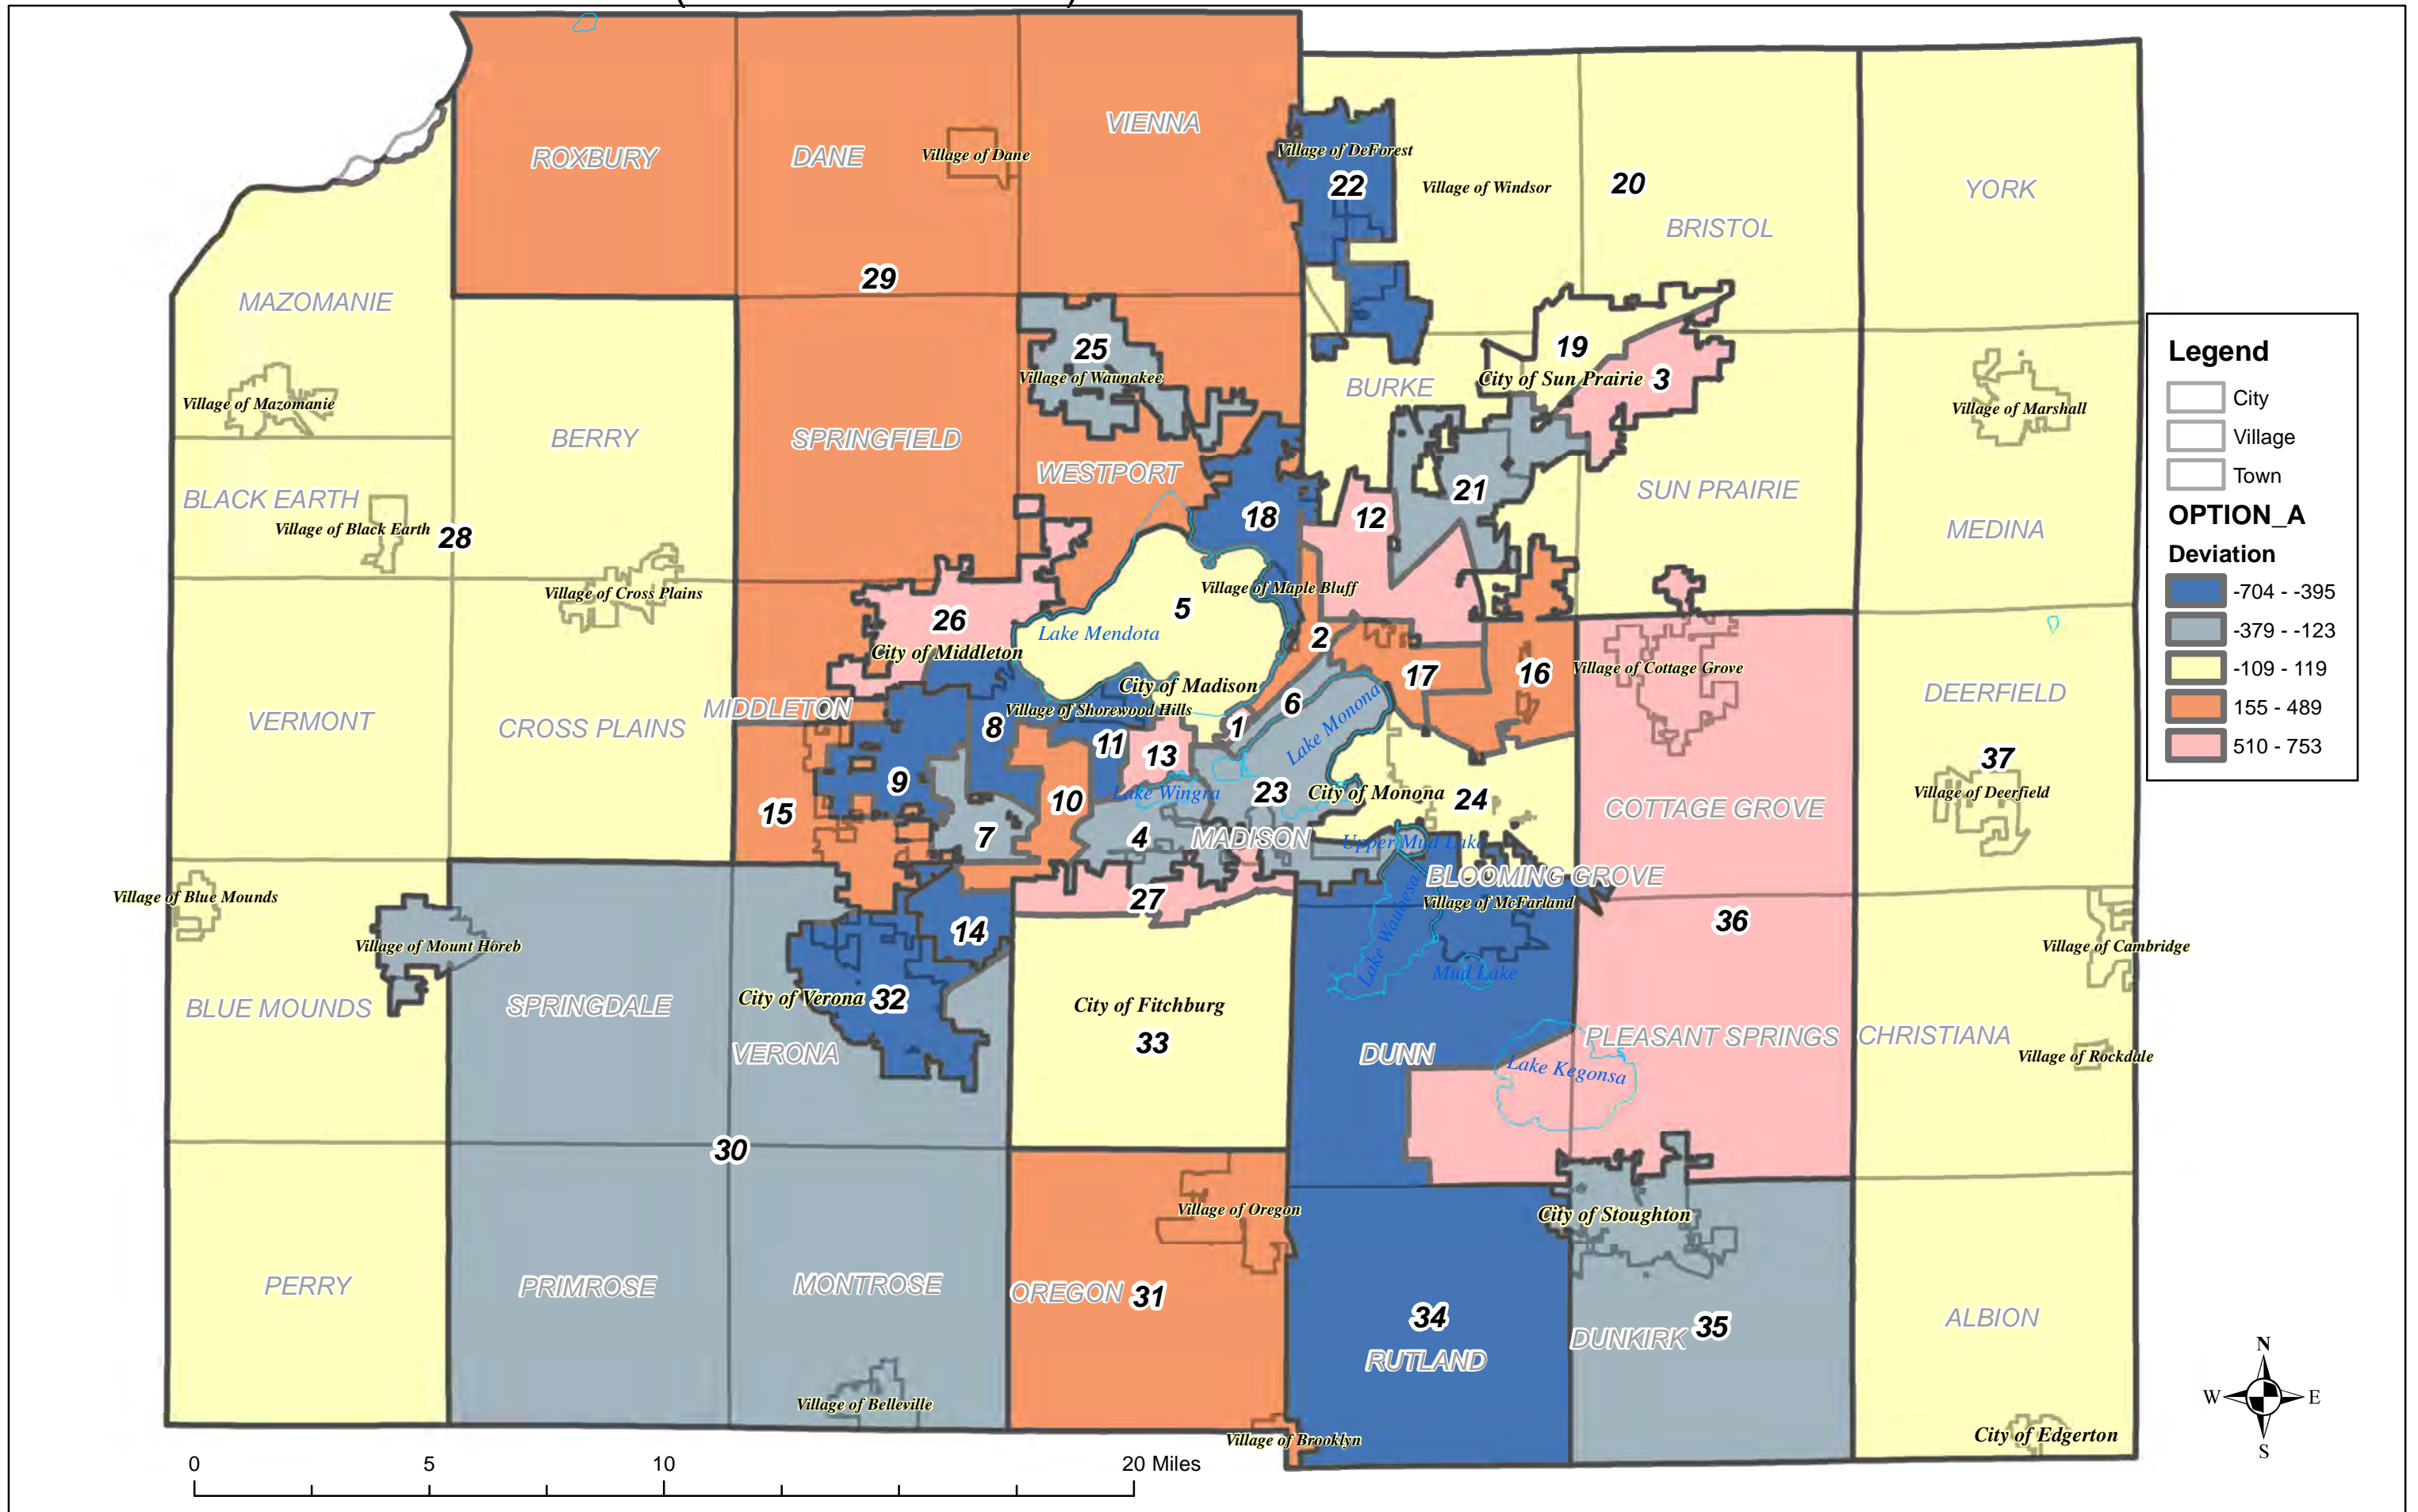 VIENNA
ROXBURY
DANE
Village of Dane
Village of DeForest
22
Village of Windsor
20
YORK
BRISTOL
29
MAZOMANIE
25
Village of Waunakee
19
City of Sun Prairie
3
BURKE
Village of Mazomanie
Village of Marshall
BERRY
SPRINGFIELD
WESTPORT
BLACK EARTH
Village of Black Earth
28
18
12
21
SUN PRAIRIE
MEDINA
Village of Cross Plains
Village of Maple Bluff
5
26
Lake Mendota
2
City of Middleton
17
16
Village of Cottage Grove
City of Madison
6
DEERFIELD
MIDDLETON
Village of Shorewood Hills
VERMONT
CROSS PLAINS
8
11
1
Lake Monona
13
37
9
Lake Wingra
23
City of Monona
24
Village of Deerfield
10
15
COTTAGE GROVE
7
4
MADISON
Upper Mud Lake
BLOOMING GROVE
Village of Blue Mounds
27
Village of McFarland
14
36
Village of Mount Horeb
Lake Waubesa
Village of Cambridge
Mud Lake
BLUE MOUNDS
SPRINGDALE
City of Verona
32
City of Fitchburg
33
VERONA
DUNN
PLEASANT SPRINGS
CHRISTIANA
Village of Rockdale
Lake Kegonsa
30
Village of Oregon
City of Stoughton
PERRY
PRIMROSE
MONTROSE
OREGON
31
34
RUTLAND
DUNKIRK
35
ALBION
Village of Belleville
Village of Brooklyn
City of Edgerton
0 5 10 20 Miles
Legend
City
Village
Town
OPTION_A
Deviation
-704 - -395
-379 - -123
-109 - 119
155 - 489
510 - 753
N
W E
S